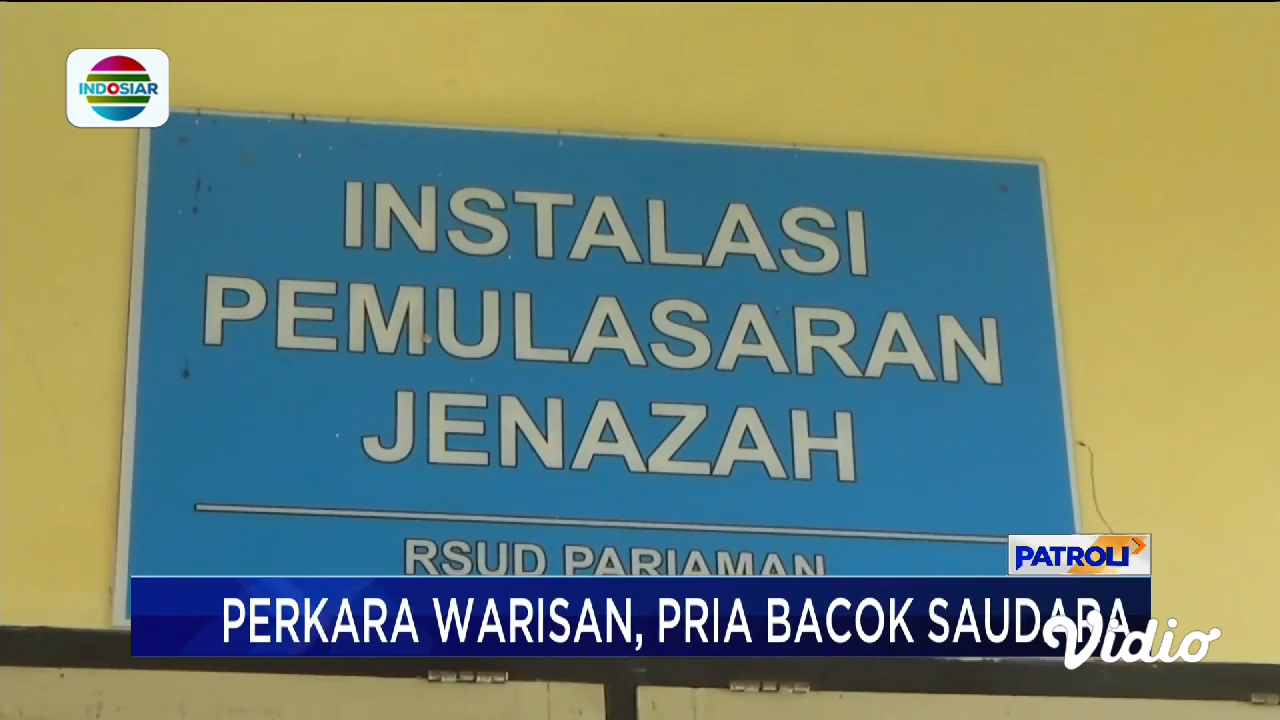 INDOSIAR
INSTALASI
PEMULASARAN
JENAZAH
RSUD PARIAMAN
PATROLI
PERKARA WARISAN, PRIA BACOK SAUDARA
Vidio